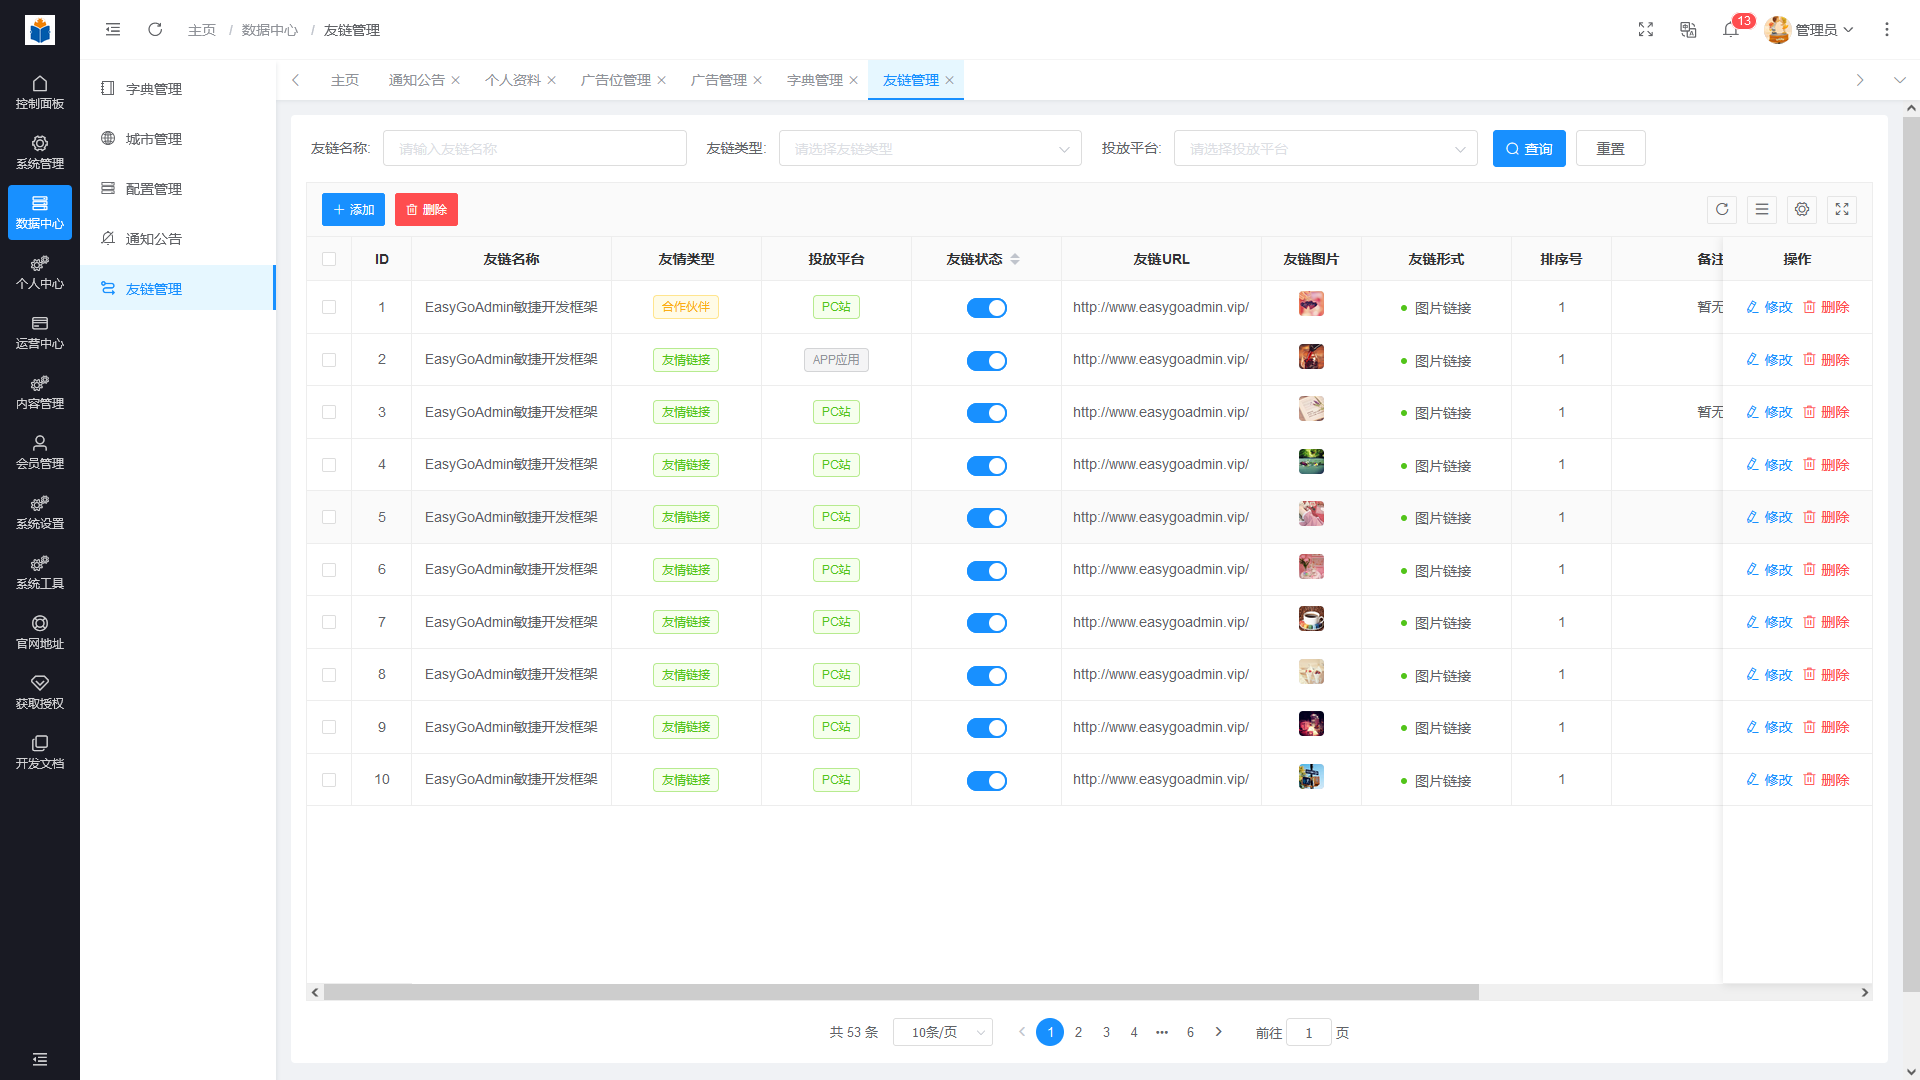 主页 / 数据中心 / 友链管理
13
管理员
控制面板
系统管理
数据中心
个人中心
运营中心
内容管理
会员管理
系统设置
系统工具
官网地址
获取授权
开发文档
字典管理
城市管理
配置管理
通知公告
友链管理
主页 通知公告 个人资料 广告位管理 广告管理 字典管理 友链管理
友链名称: 请输入友链名称 友链类型: 请选择友链类型 投放平台: 请选择投放平台 查询 重置
添加 删除
ID 友链名称 友情类型 投放平台 友链状态 友链URL 友链图片 友链形式 排序号 备注 操作
1 EasyGoAdmin敏捷开发框架 合作伙伴 PC站 http://www.easygoadmin.vip/ 图片链接 1 暂无 修改 删除
2 EasyGoAdmin敏捷开发框架 友情链接 APP应用 http://www.easygoadmin.vip/ 图片链接 1 修改 删除
3 EasyGoAdmin敏捷开发框架 友情链接 PC站 http://www.easygoadmin.vip/ 图片链接 1 暂无 修改 删除
4 EasyGoAdmin敏捷开发框架 友情链接 PC站 http://www.easygoadmin.vip/ 图片链接 1 修改 删除
5 EasyGoAdmin敏捷开发框架 友情链接 PC站 http://www.easygoadmin.vip/ 图片链接 1 修改 删除
6 EasyGoAdmin敏捷开发框架 友情链接 PC站 http://www.easygoadmin.vip/ 图片链接 1 修改 删除
7 EasyGoAdmin敏捷开发框架 友情链接 PC站 http://www.easygoadmin.vip/ 图片链接 1 修改 删除
8 EasyGoAdmin敏捷开发框架 友情链接 PC站 http://www.easygoadmin.vip/ 图片链接 1 修改 删除
9 EasyGoAdmin敏捷开发框架 友情链接 PC站 http://www.easygoadmin.vip/ 图片链接 1 修改 删除
10 EasyGoAdmin敏捷开发框架 友情链接 PC站 http://www.easygoadmin.vip/ 图片链接 1 修改 删除
共 53 条 10条/页 1 2 3 4 ••• 6 前往 1 页